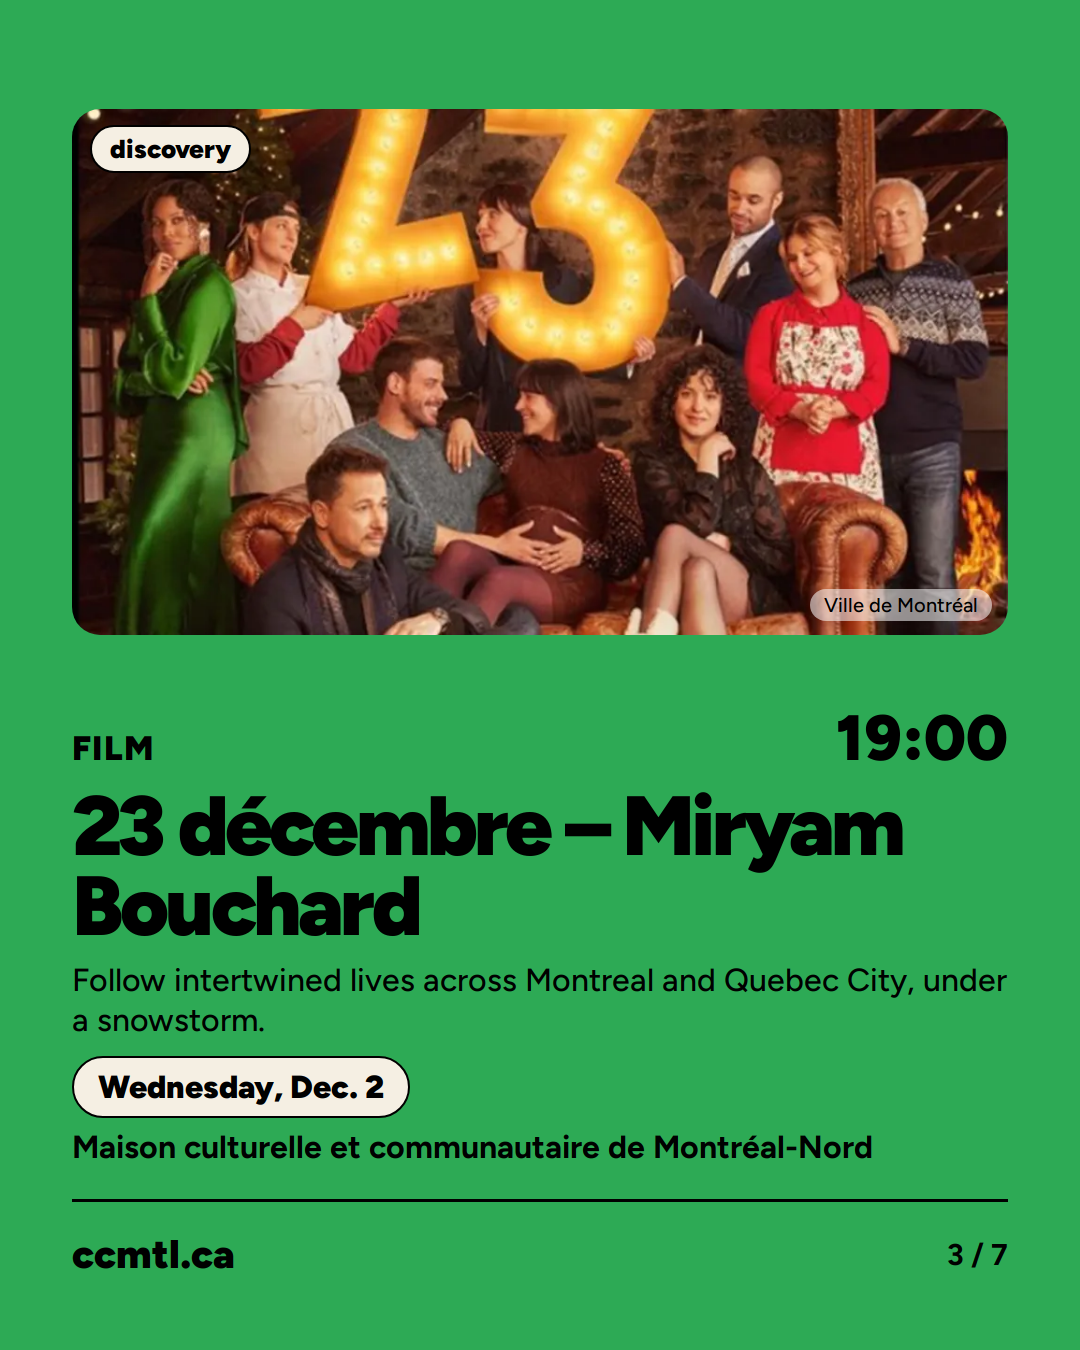 discovery
23
Ville de Montréal
FILM
19:00
23 décembre – Miryam
Bouchard
Follow intertwined lives across Montreal and Quebec City, under
a snowstorm.
Wednesday, Dec. 2
Maison culturelle et communautaire de Montréal-Nord
ccmtl.ca
3 / 7